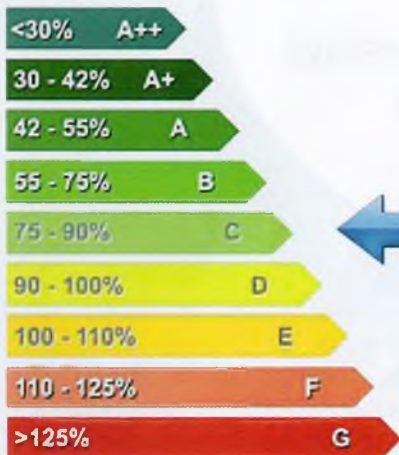 <30% A++
30 - 42% A+
42 - 55% A
55 - 75% B
75 - 90% C
90 - 100% D
100 - 110% E
110 - 125% F
>125% G